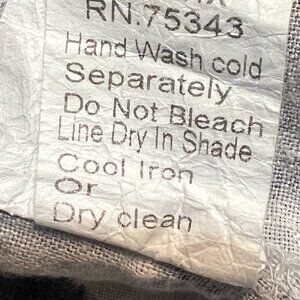 RN.75343
Hand Wash cold
Separately
Do Not Bleach
Line Dry In Shade
Cool Iron
Or
Dry clean